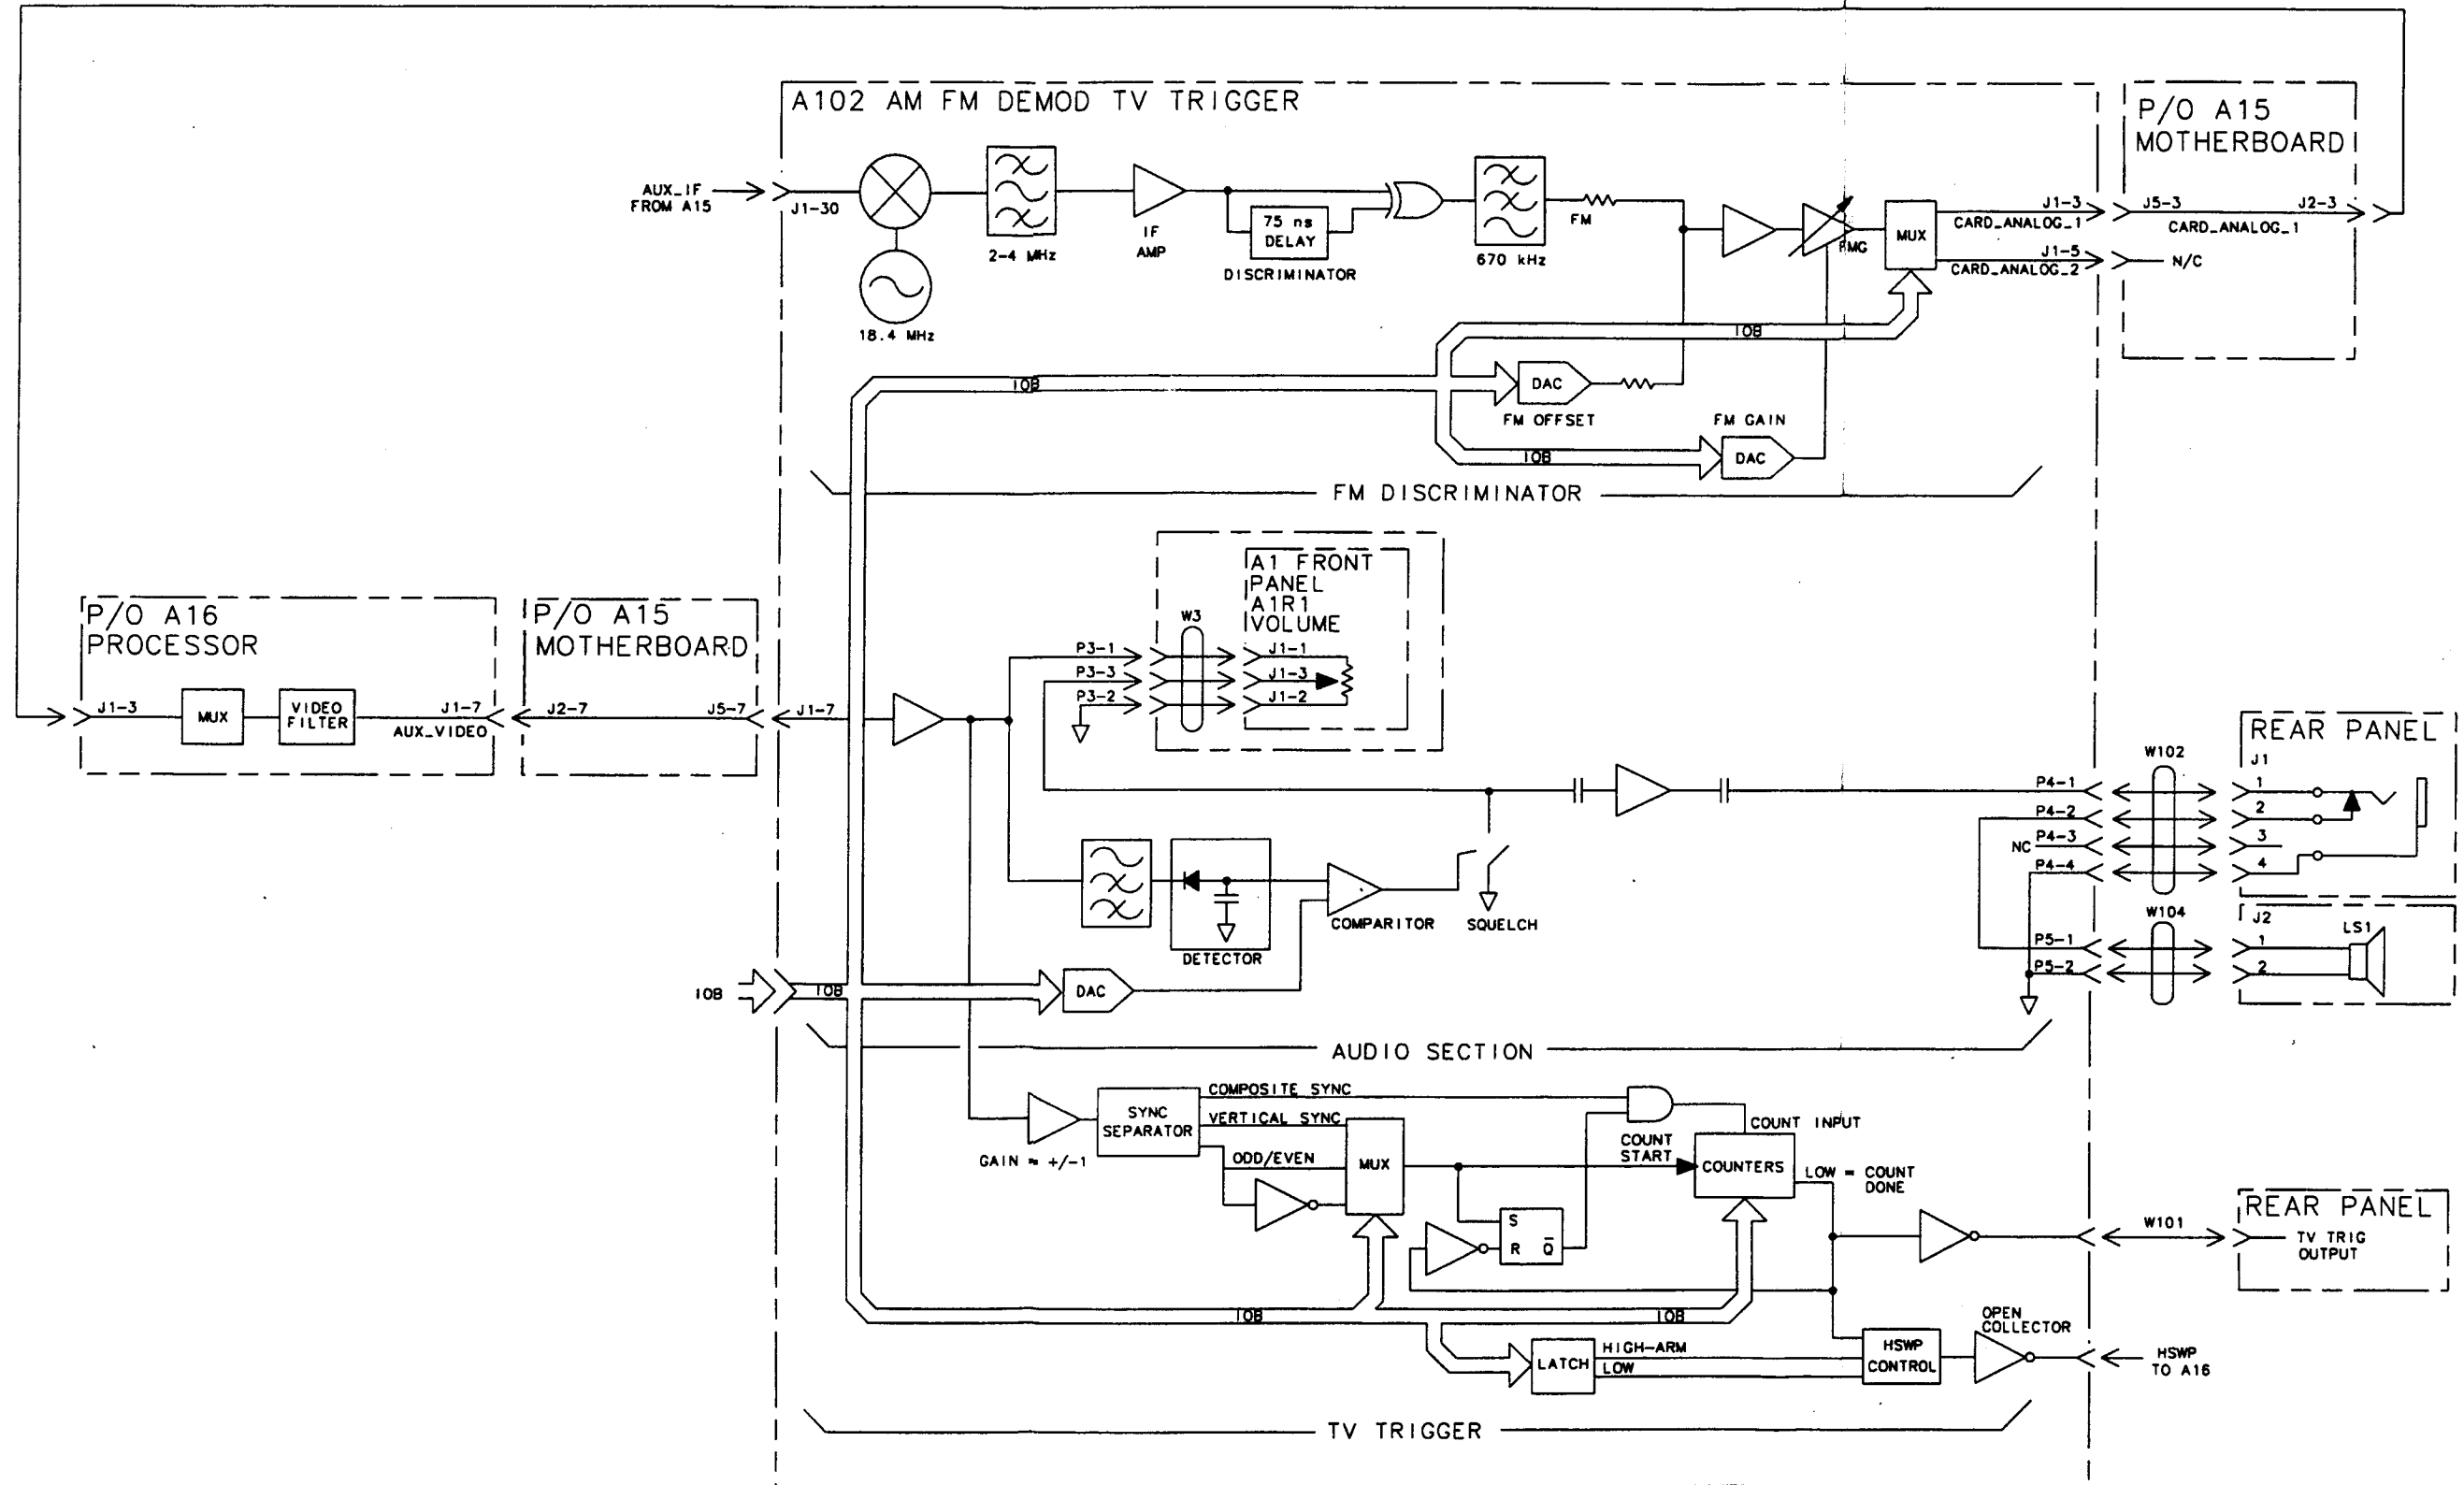 A102 AM FM DEMOD TV TRIGGER
P/O A15
MOTHERBOARD
AUX_IF
FROM A15
J1-30
18.4 MHz
2-4 MHz
IF
AMP
75 ns
DELAY
DISCRIMINATOR
670 kHz
FM
FMG
MUX
J1-3
CARD_ANALOG_1
J1-5
CARD_ANALOG_2
J5-3
J2-3
CARD_ANALOG_1
N/C
IOB
IOB
DAC
FM OFFSET
FM GAIN
IOB
DAC
FM DISCRIMINATOR
A1 FRONT
PANEL
A1R1
VOLUME
W3
P3-1
P3-3
P3-2
J1-1
J1-3
J1-2
P/O A16
PROCESSOR
J1-3
MUX
VIDEO
FILTER
J1-7
AUX_VIDEO
P/O A15
MOTHERBOARD
J2-7
J5-7
J1-7
REAR PANEL
W102
J1
P4-1
P4-2
NC
P4-3
P4-4
1
2
3
4
W104
J2
LS1
P5-1
P5-2
1
2
COMPARITOR
SQUELCH
DETECTOR
IOB
IOB
DAC
AUDIO SECTION
COMPOSITE SYNC
SYNC
SEPARATOR
VERTICAL SYNC
GAIN = +/-1
ODD/EVEN
MUX
COUNT INPUT
COUNT
START
COUNTERS
LOW = COUNT
DONE
S
R
Q
W101
REAR PANEL
TV TRIG
OUTPUT
IOB
IOB
LATCH
HIGH-ARM
LOW
HSWP
CONTROL
OPEN
COLLECTOR
HSWP
TO A16
TV TRIGGER